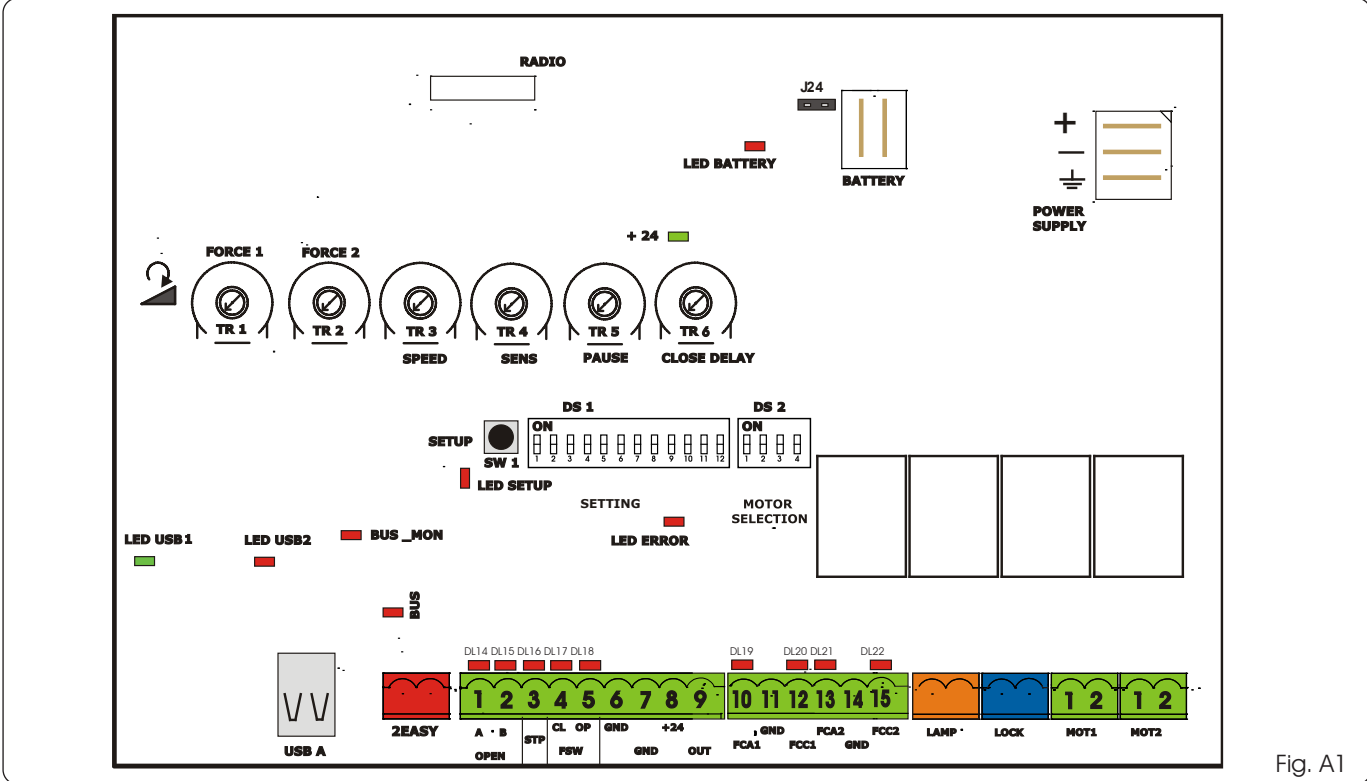 RADIO
J24
LED BATTERY
BATTERY
+
—
POWER
SUPPLY
+ 24
FORCE 1
FORCE 2
TR 1
TR 2
TR 3
TR 4
TR 5
TR 6
SPEED
SENS
PAUSE
CLOSE DELAY
DS 1
DS 2
ON
ON
SETUP
1 2 3 4 5 6 7 8 9 10 11 12
1 2 3 4
SW 1
LED SETUP
SETTING
MOTOR
SELECTION
LED ERROR
LED USB1
LED USB2
BUS _MON
BUS
DL14 DL15 DL16 DL17 DL18
DL19 DL20 DL21 DL22
1 2 3 4 5 6 7 8 9
10 11 12 13 14 15
1 2
1 2
2EASY
A B
OPEN
STP
CL OP
FSW
GND
GND
+24
OUT
FCA1
GND
FCC1
FCA2
GND
FCC2
LAMP
LOCK
MOT1
MOT2
USB A
Fig. A1